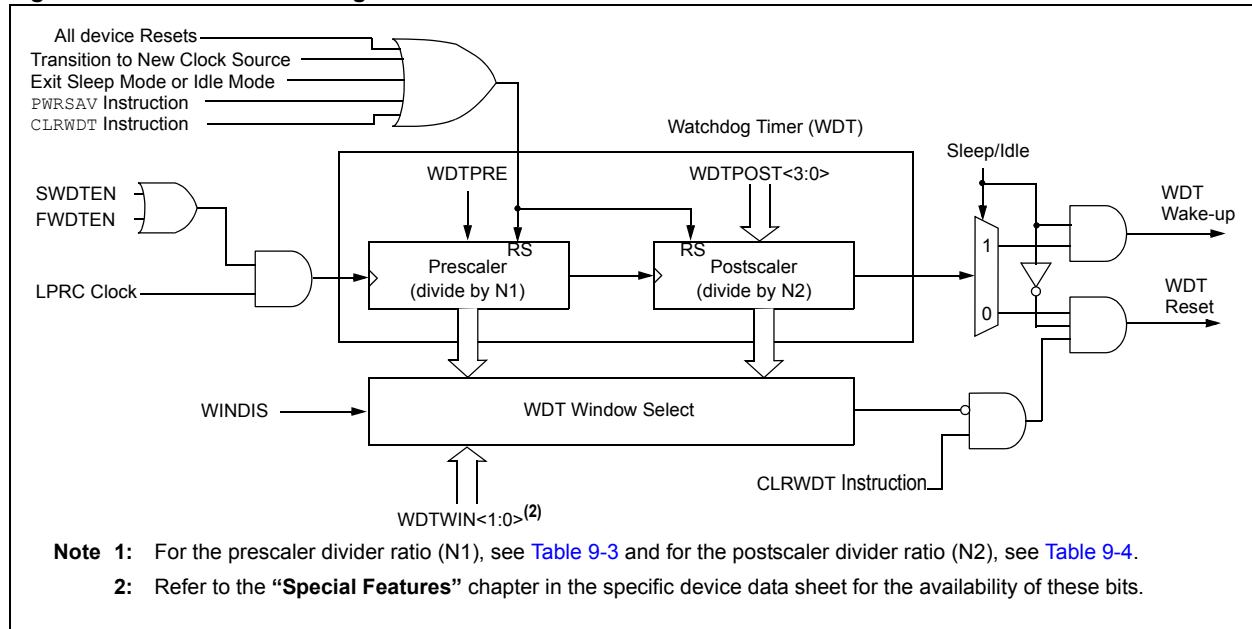 All device Resets
Transition to New Clock Source
Exit Sleep Mode or Idle Mode
PWRSAV Instruction
CLRWDT Instruction
Watchdog Timer (WDT)
Sleep/Idle
SWDTEN
FWDTEN
WDTPRE
WDTPOST<3:0>
WDT
Wake-up
RS
RS
Prescaler
(divide by N1)
Postscaler
(divide by N2)
1
0
LPRC Clock
WDT
Reset
WINDIS
WDT Window Select
CLRWDT Instruction
WDTWIN<1:0>(2)
Note 1: For the prescaler divider ratio (N1), see Table 9-3 and for the postscaler divider ratio (N2), see Table 9-4.
2: Refer to the “Special Features” chapter in the specific device data sheet for the availability of these bits.